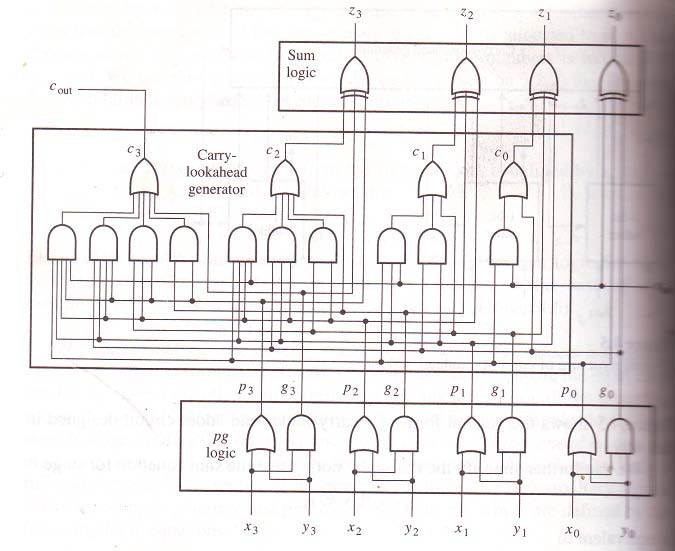 z3 z2 z1 z0
Sum
logic
cout
c3 Carry- c2 c1 c0
lookahead
generator
p3 g3 p2 g2 p1 g1 p0 g0
pg
logic
x3 y3 x2 y2 x1 y1 x0 y0